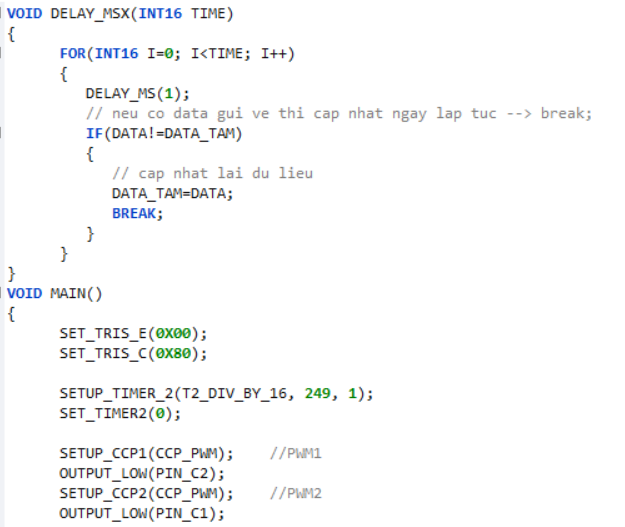 VOID DELAY_MSX(INT16 TIME)
{
FOR(INT16 I=0; I<TIME; I++)
{
DELAY_MS(1);
// neu co data gui ve thi cap nhat ngay lap tuc --> break;
IF(DATA!=DATA_TAM)
{
// cap nhat lai du lieu
DATA_TAM=DATA;
BREAK;
}
}
}
VOID MAIN()
{
SET_TRIS_E(0X00);
SET_TRIS_C(0X80);
SETUP_TIMER_2(T2_DIV_BY_16, 249, 1);
SET_TIMER2(0);
SETUP_CCP1(CCP_PWM); //PWM1
OUTPUT_LOW(PIN_C2);
SETUP_CCP2(CCP_PWM); //PWM2
OUTPUT_LOW(PIN_C1);